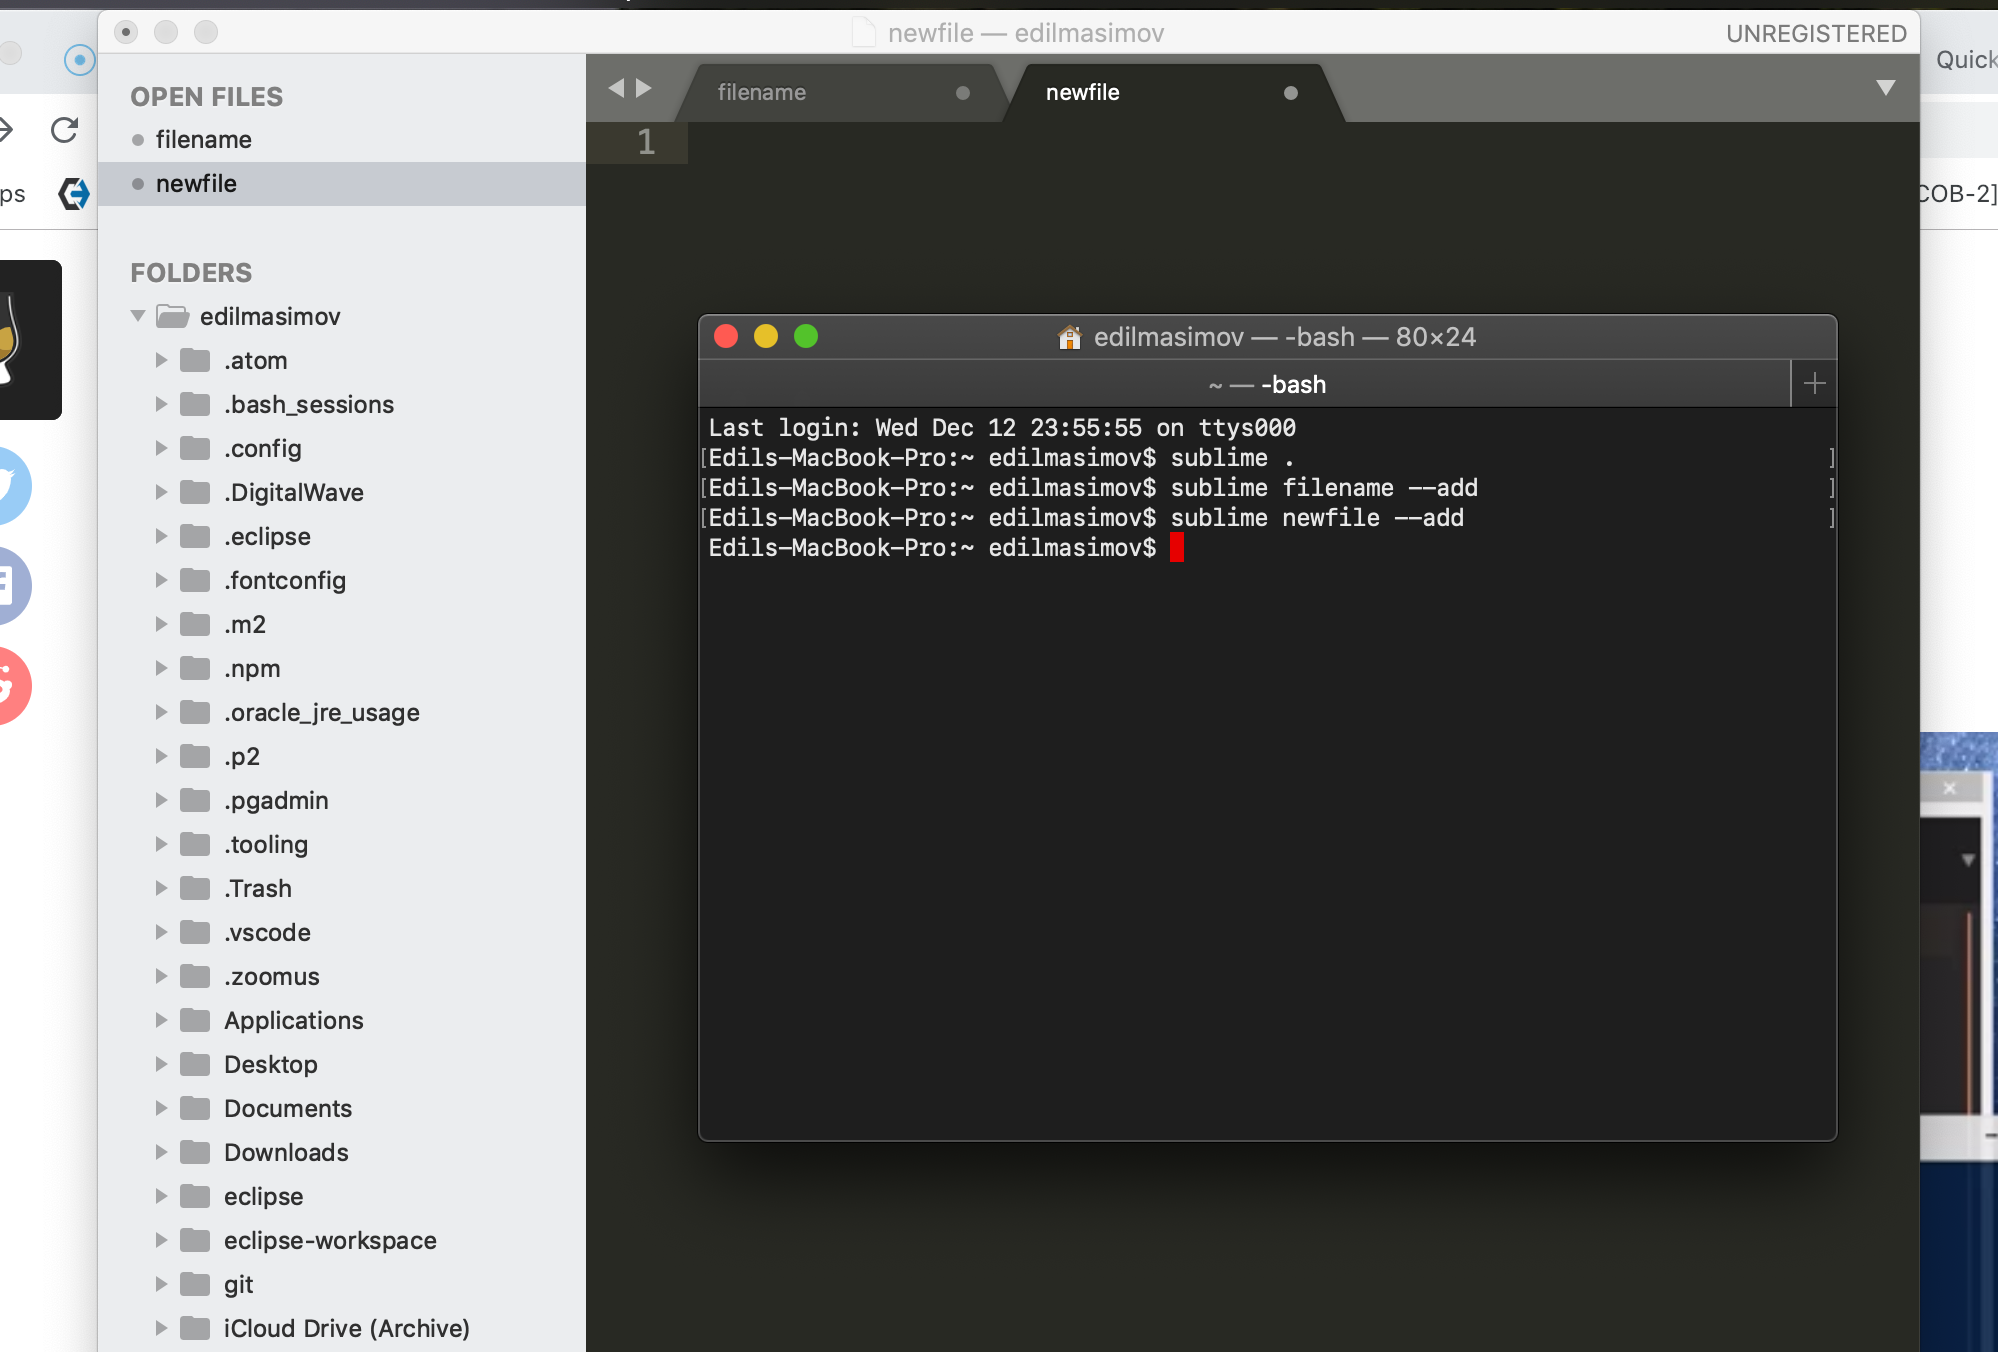 newfile — edilmasimov
UNREGISTERED
Quick
ps
COB-2]
OPEN FILES
filename
newfile
FOLDERS
edilmasimov
.atom
.bash_sessions
.config
.DigitalWave
.eclipse
.fontconfig
.m2
.npm
.oracle_jre_usage
.p2
.pgadmin
.tooling
.Trash
.vscode
.zoomus
Applications
Desktop
Documents
Downloads
eclipse
eclipse-workspace
git
iCloud Drive (Archive)
filename
newfile
1
edilmasimov — -bash — 80×24
~ — -bash
Last login: Wed Dec 12 23:55:55 on ttys000
[Edils-MacBook-Pro:~ edilmasimov$ sublime . ]
[Edils-MacBook-Pro:~ edilmasimov$ sublime filename --add ]
[Edils-MacBook-Pro:~ edilmasimov$ sublime newfile --add ]
Edils-MacBook-Pro:~ edilmasimov$